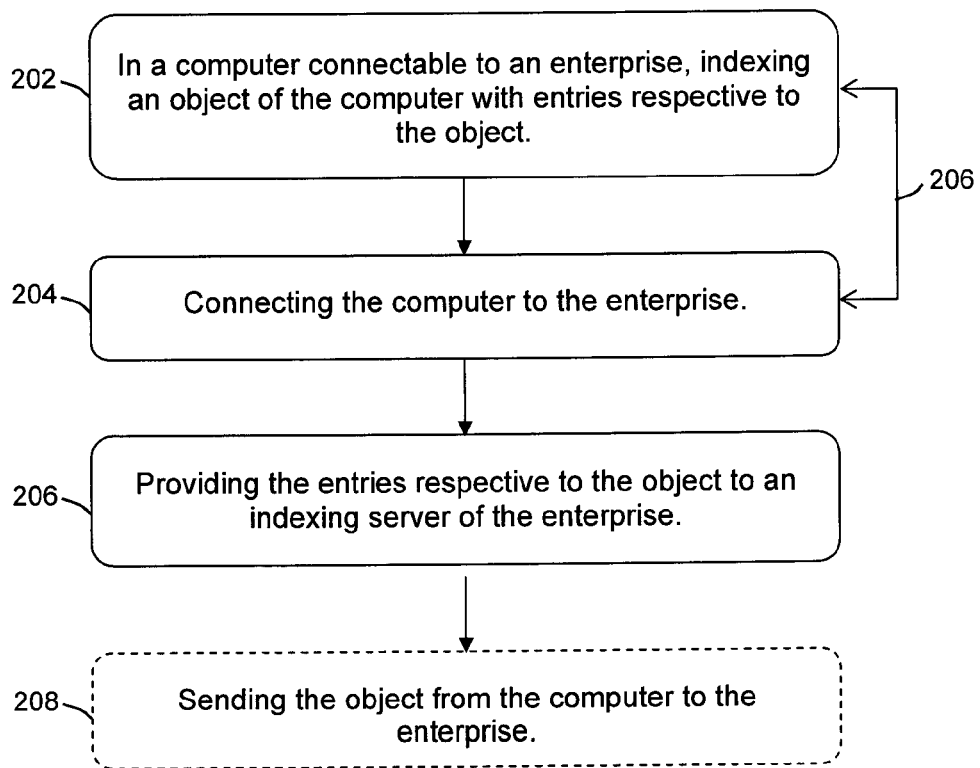 202
In a computer connectable to an enterprise, indexing
an object of the computer with entries respective to
the object.
206
204
Connecting the computer to the enterprise.
206
Providing the entries respective to the object to an
indexing server of the enterprise.
208
Sending the object from the computer to the
enterprise.